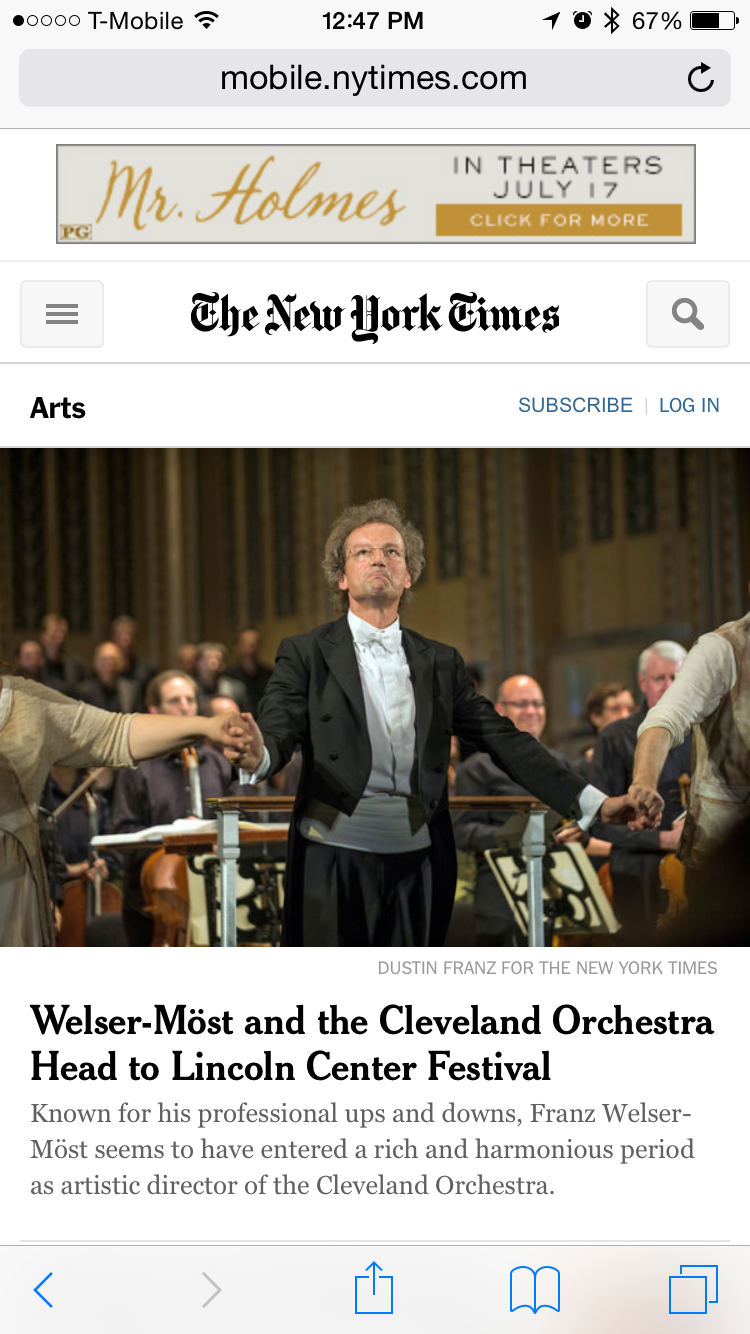 T-Mobile 12:47 PM 67%
mobile.nytimes.com
Mr. Holmes
PG
IN THEATERS
JULY 17
CLICK FOR MORE
The New York Times
Arts SUBSCRIBE | LOG IN
DUSTIN FRANZ FOR THE NEW YORK TIMES
Welser-Möst and the Cleveland Orchestra
Head to Lincoln Center Festival
Known for his professional ups and downs, Franz Welser-
Möst seems to have entered a rich and harmonious period
as artistic director of the Cleveland Orchestra.